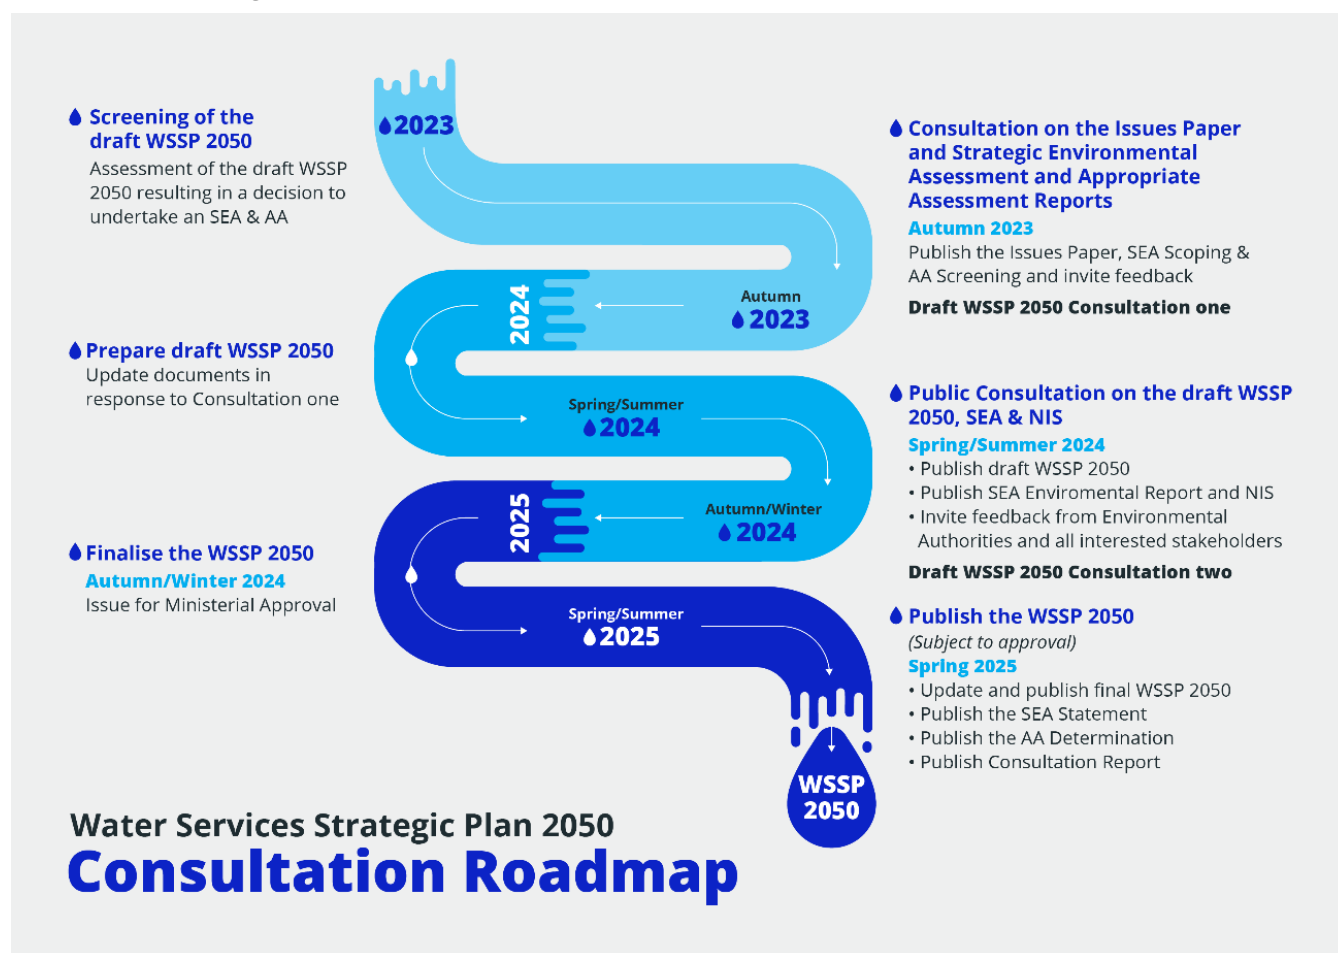 Screening of the
draft WSSP 2050
Assessment of the draft WSSP
2050 resulting in a decision to
undertake an SEA & AA
2023
Consultation on the Issues Paper
and Strategic Environmental
Assessment and Appropriate
Assessment Reports
Autumn 2023
Publish the Issues Paper, SEA Scoping &
AA Screening and invite feedback
Draft WSSP 2050 Consultation one
Autumn
2023
2024
Prepare draft WSSP 2050
Update documents in
response to Consultation one
Spring/Summer
2024
Public Consultation on the draft WSSP
2050, SEA & NIS
Spring/Summer 2024
• Publish draft WSSP 2050
• Publish SEA Enviromental Report and NIS
• Invite feedback from Environmental
Authorities and all interested stakeholders
Draft WSSP 2050 Consultation two
Autumn/Winter
2024
2025
Finalise the WSSP 2050
Autumn/Winter 2024
Issue for Ministerial Approval
Spring/Summer
2025
Publish the WSSP 2050
(Subject to approval)
Spring 2025
• Update and publish final WSSP 2050
• Publish the SEA Statement
• Publish the AA Determination
• Publish Consultation Report
WSSP
2050
Water Services Strategic Plan 2050
Consultation Roadmap